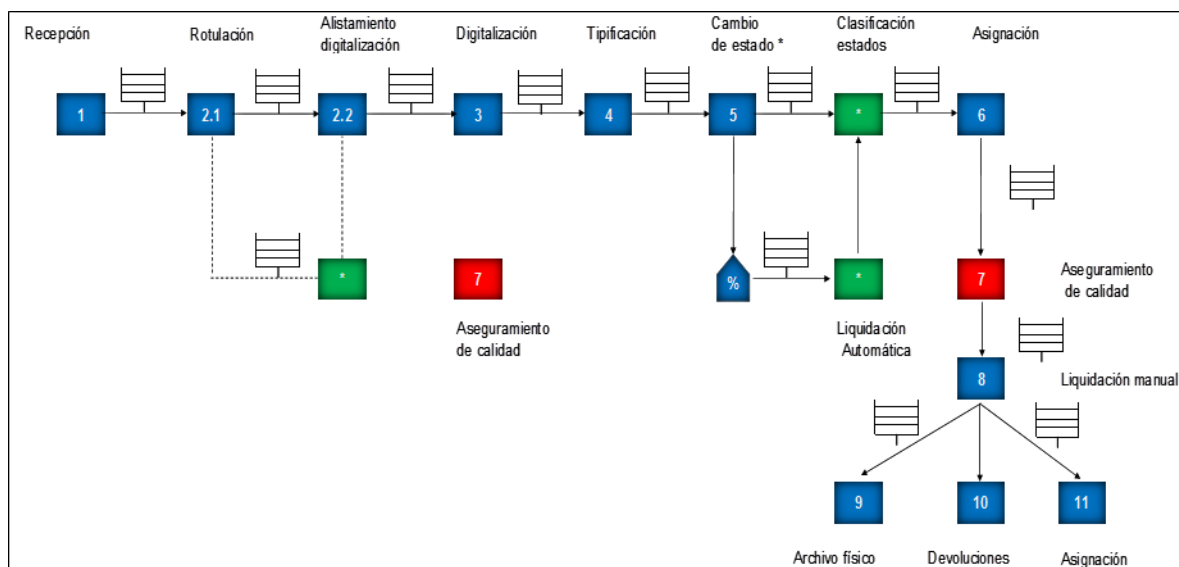 Recepción
Rotulación
Alistamiento
digitalización
Digitalización
Tipificación
Cambio
de estado *
Clasificación
estados
Asignación
1
2.1
2.2
3
4
5
*
6
*
7
%
*
7
Aseguramiento
de calidad
Aseguramiento
de calidad
Liquidación
Automática
8
Liquidación manual
9
10
11
Archivo físico
Devoluciones
Asignación